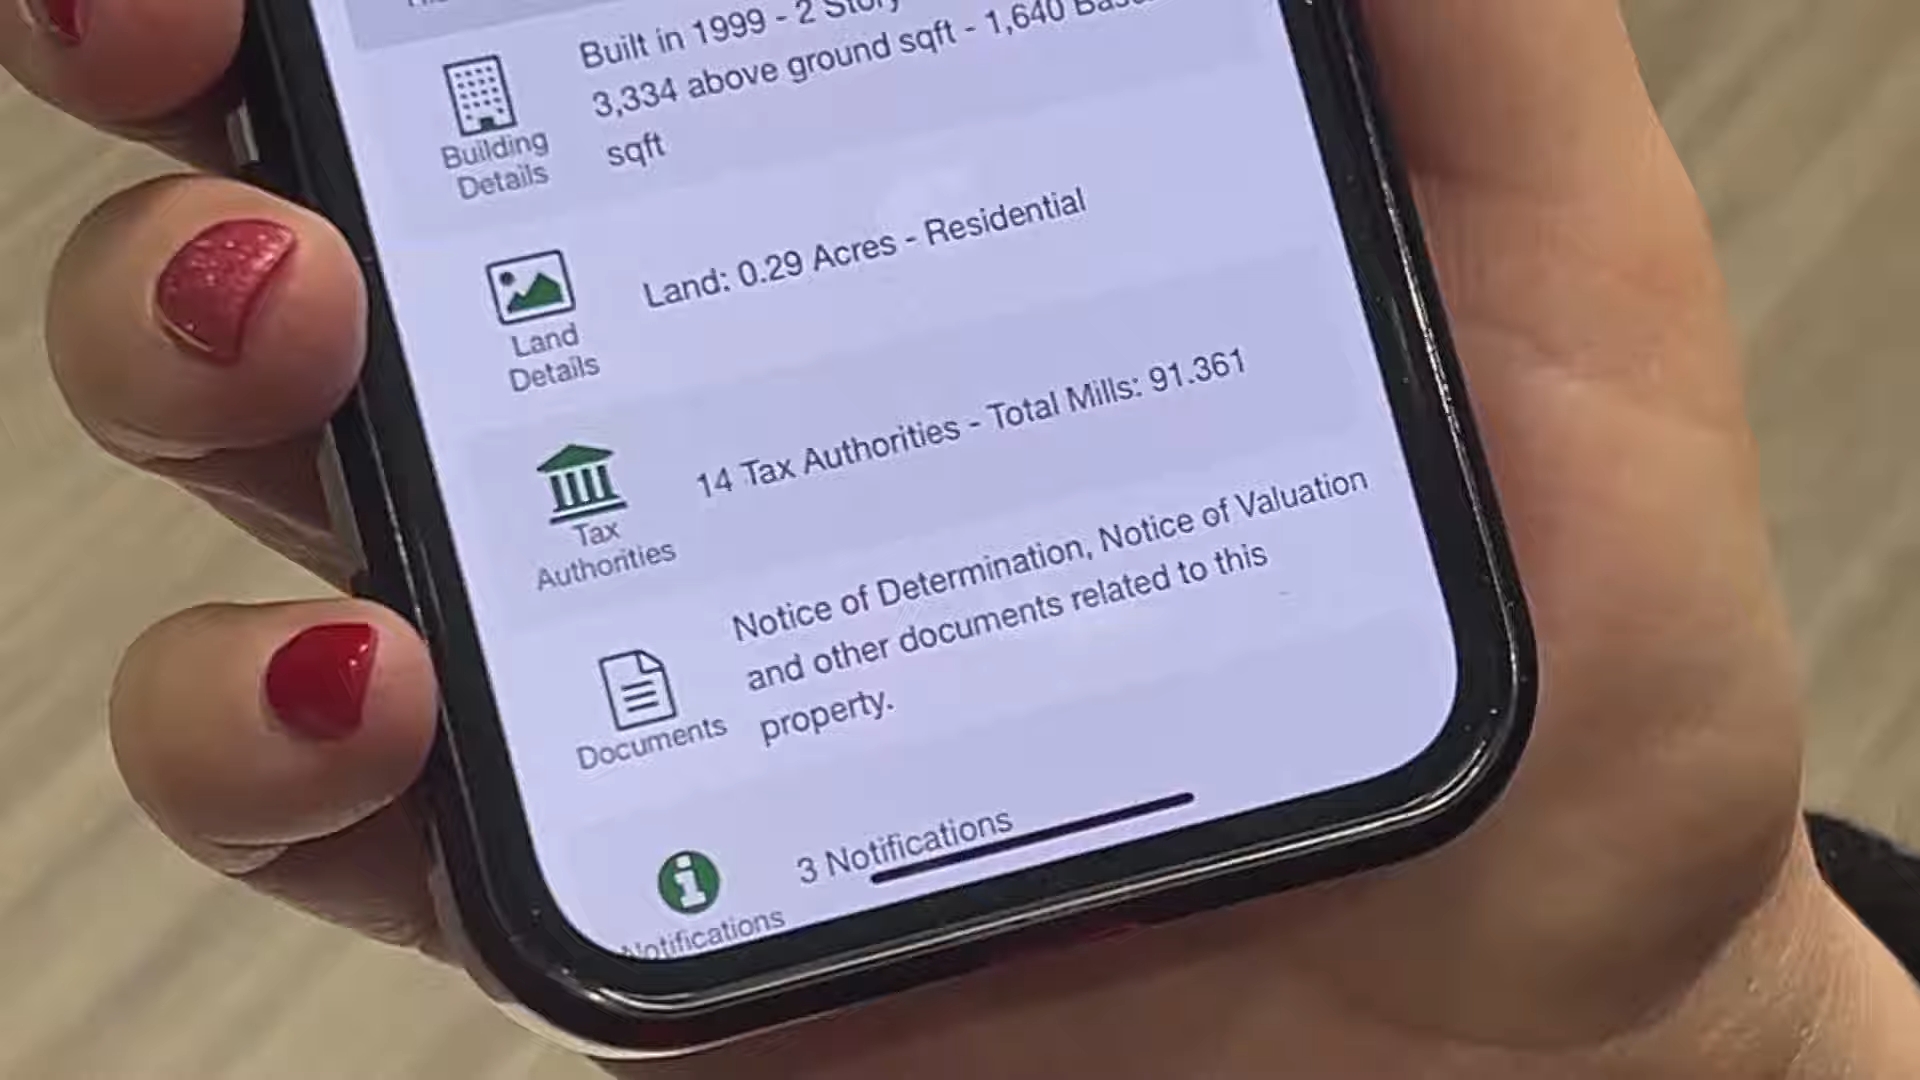 Built in 1999 - 2 Story
3,334 above ground sqft - 1,640
sqft
Building
Details
Land: 0.29 Acres - Residential
Land
Details
14 Tax Authorities - Total Mills: 91.361
Tax
Authorities
Notice of Determination, Notice of Valuation
and other documents related to this
property.
Documents
3 Notifications
Notifications